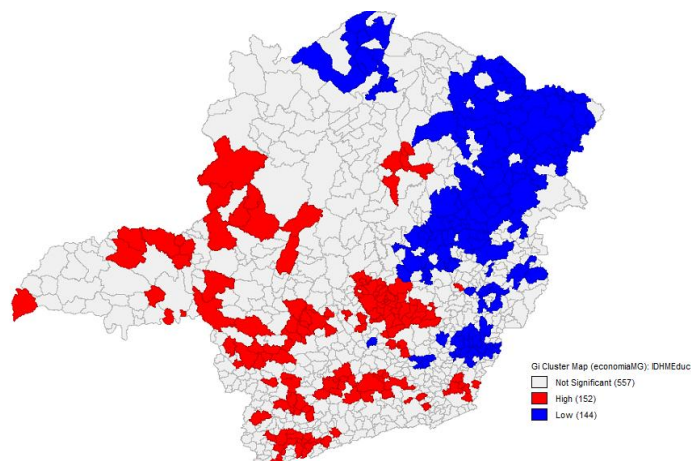 Gi Cluster Map (economiaMG): IDHMEduc
Not Significant (557)
High (152)
Low (144)